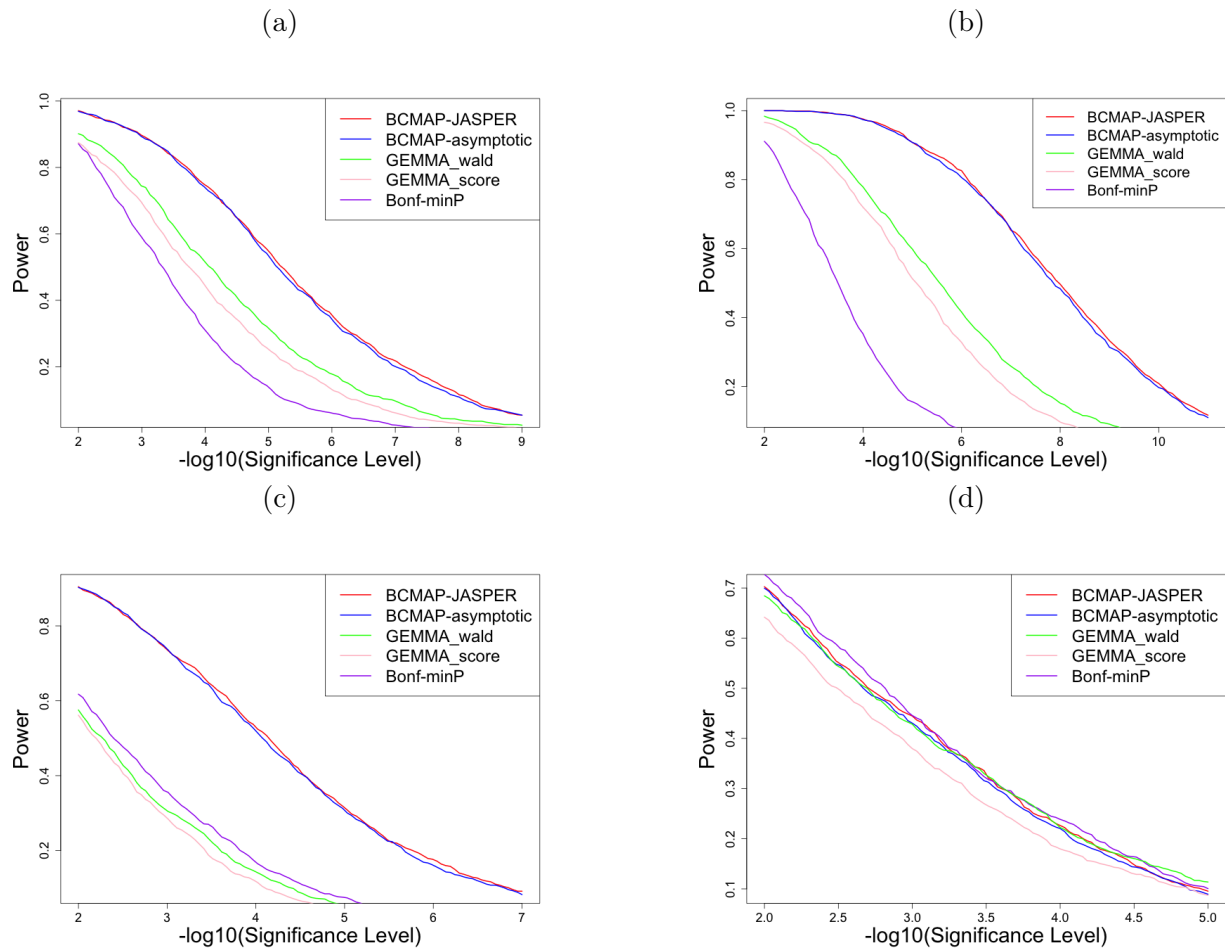 (a)
1.0
0.8
0.6
0.4
0.2
Power
BCMAP-JASPER
BCMAP-asymptotic
GEMMA_wald
GEMMA_score
Bonf-minP
2 3 4 5 6 7 8 9
-log10(Significance Level)
(b)
1.0
0.8
0.6
0.4
0.2
Power
BCMAP-JASPER
BCMAP-asymptotic
GEMMA_wald
GEMMA_score
Bonf-minP
2 4 6 8 10
-log10(Significance Level)
(c)
0.8
0.6
0.4
0.2
Power
BCMAP-JASPER
BCMAP-asymptotic
GEMMA_wald
GEMMA_score
Bonf-minP
2 3 4 5 6 7
-log10(Significance Level)
(d)
0.7
0.6
0.5
0.4
0.3
0.2
0.1
Power
BCMAP-JASPER
BCMAP-asymptotic
GEMMA_wald
GEMMA_score
Bonf-minP
2.0 2.5 3.0 3.5 4.0 4.5 5.0
-log10(Significance Level)